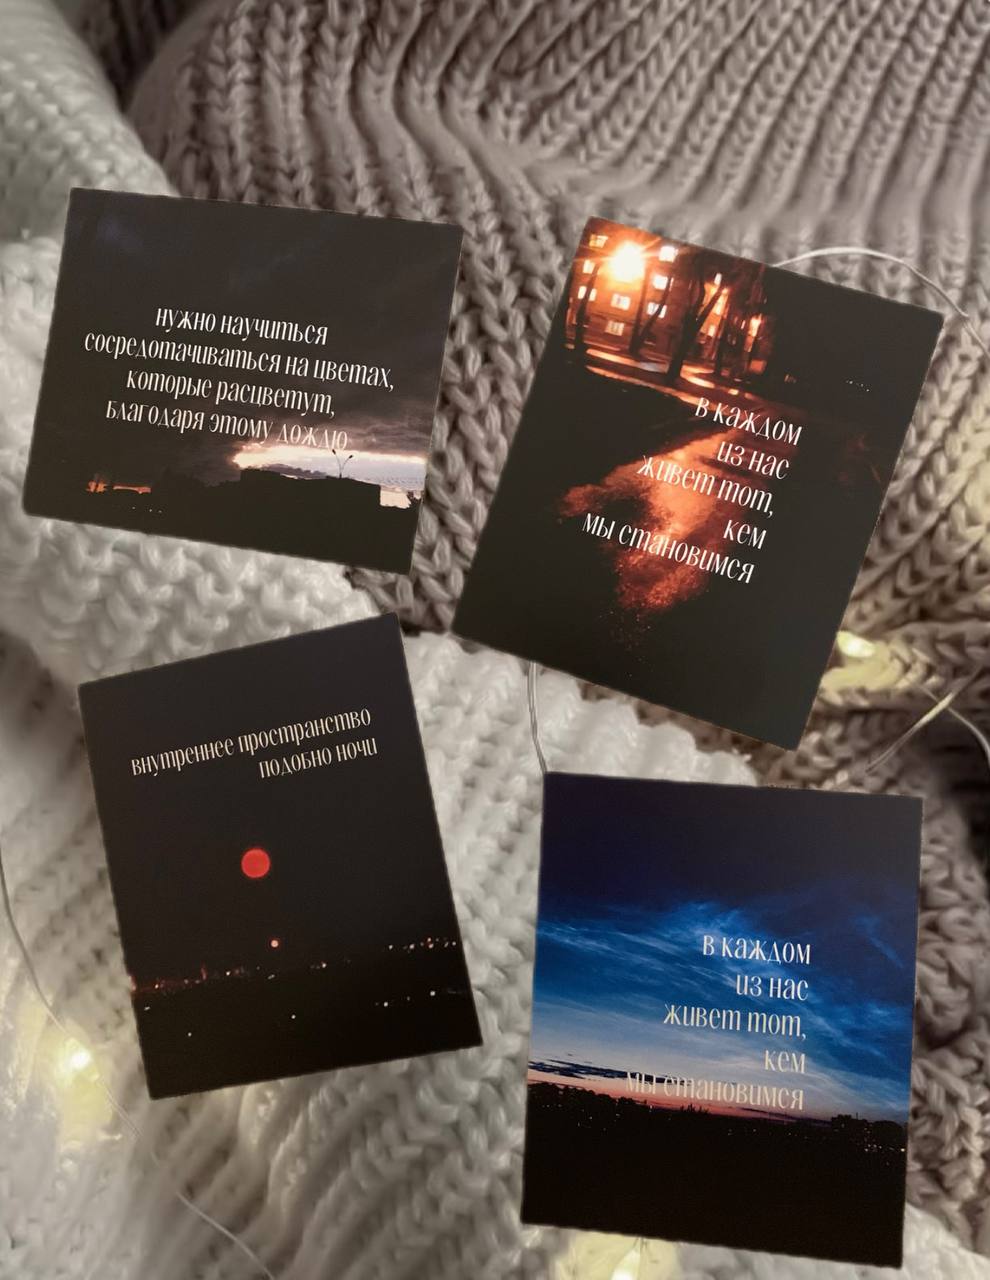 нужно научиться
сосредотачиваться на цветах,
которые расцветут,
благодаря этому дождю
в каждом
из нас
живет тот,
кем
мы становимся
внутреннее пространство
подобно ночи
в каждом
из нас
живет тот,
кем
мы становимся